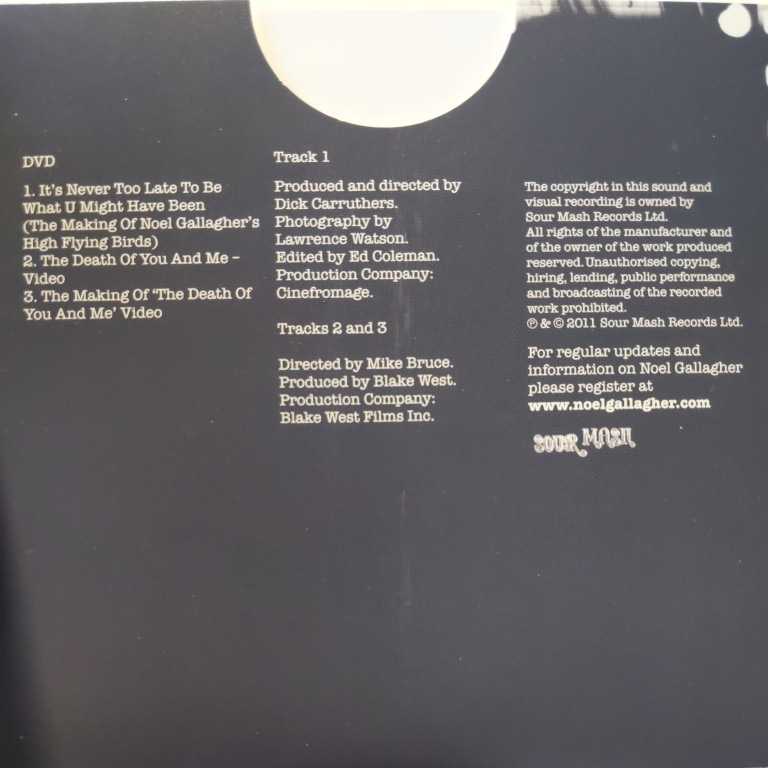 DVD
1. It's Never Too Late To Be
What U Might Have Been
(The Making Of Noel Gallagher's
High Flying Birds)
2. The Death Of You And Me –
Video
3. The Making Of 'The Death Of
You And Me' Video
Track 1
Produced and directed by
Dick Carruthers.
Photography by
Lawrence Watson.
Edited by Ed Coleman.
Production Company:
Cinefromage.
Tracks 2 and 3
Directed by Mike Bruce.
Produced by Blake West.
Production Company:
Blake West Films Inc.
The copyright in this sound and
visual recording is owned by
Sour Mash Records Ltd.
All rights of the manufacturer and
of the owner of the work produced
reserved. Unauthorised copying,
hiring, lending, public performance
and broadcasting of the recorded
work prohibited.
℗ & © 2011 Sour Mash Records Ltd.
For regular updates and
information on Noel Gallagher
please register at
www.noelgallagher.com
SOUR MASH